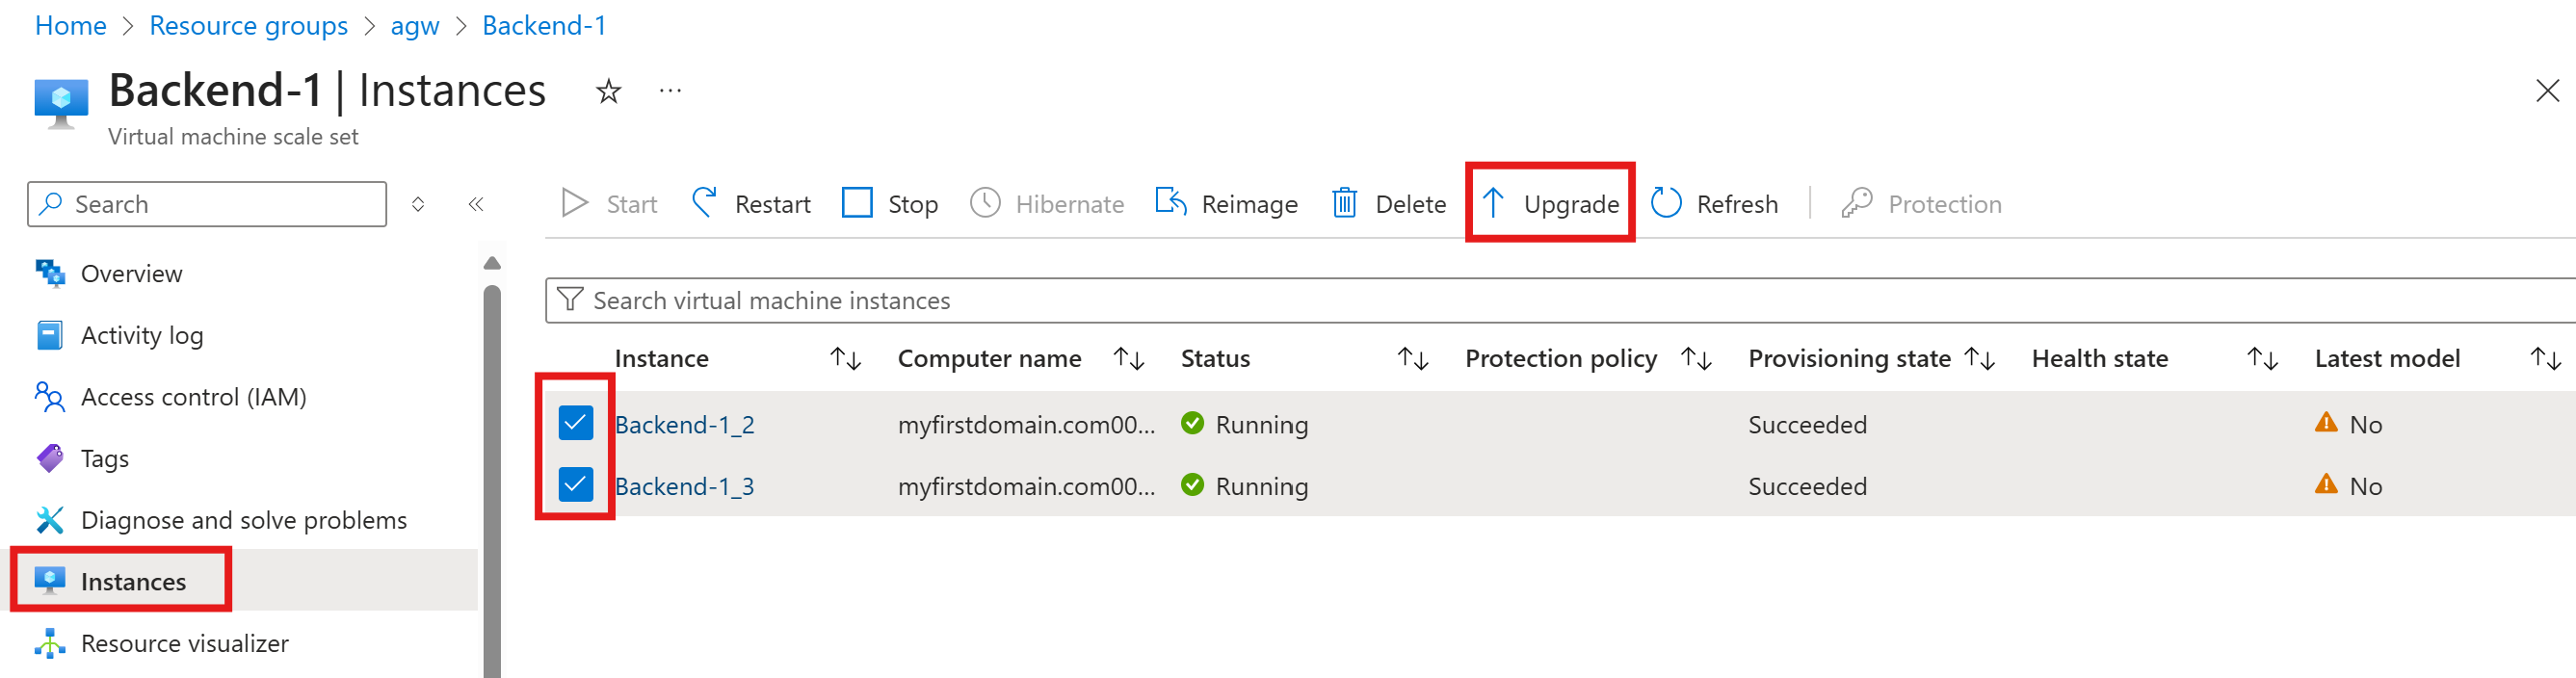 Home > Resource groups > agw > Backend-1
Backend-1 | Instances ...
Virtual machine scale set
Search
Start Restart Stop Hibernate Reimage Delete Upgrade Refresh Protection
Overview
Activity log
Access control (IAM)
Tags
Diagnose and solve problems
Instances
Resource visualizer
Search virtual machine instances
Instance Computer name Status Protection policy Provisioning state Health state Latest model
Backend-1_2 myfirstdomain.com00... Running Succeeded No
Backend-1_3 myfirstdomain.com00... Running Succeeded No